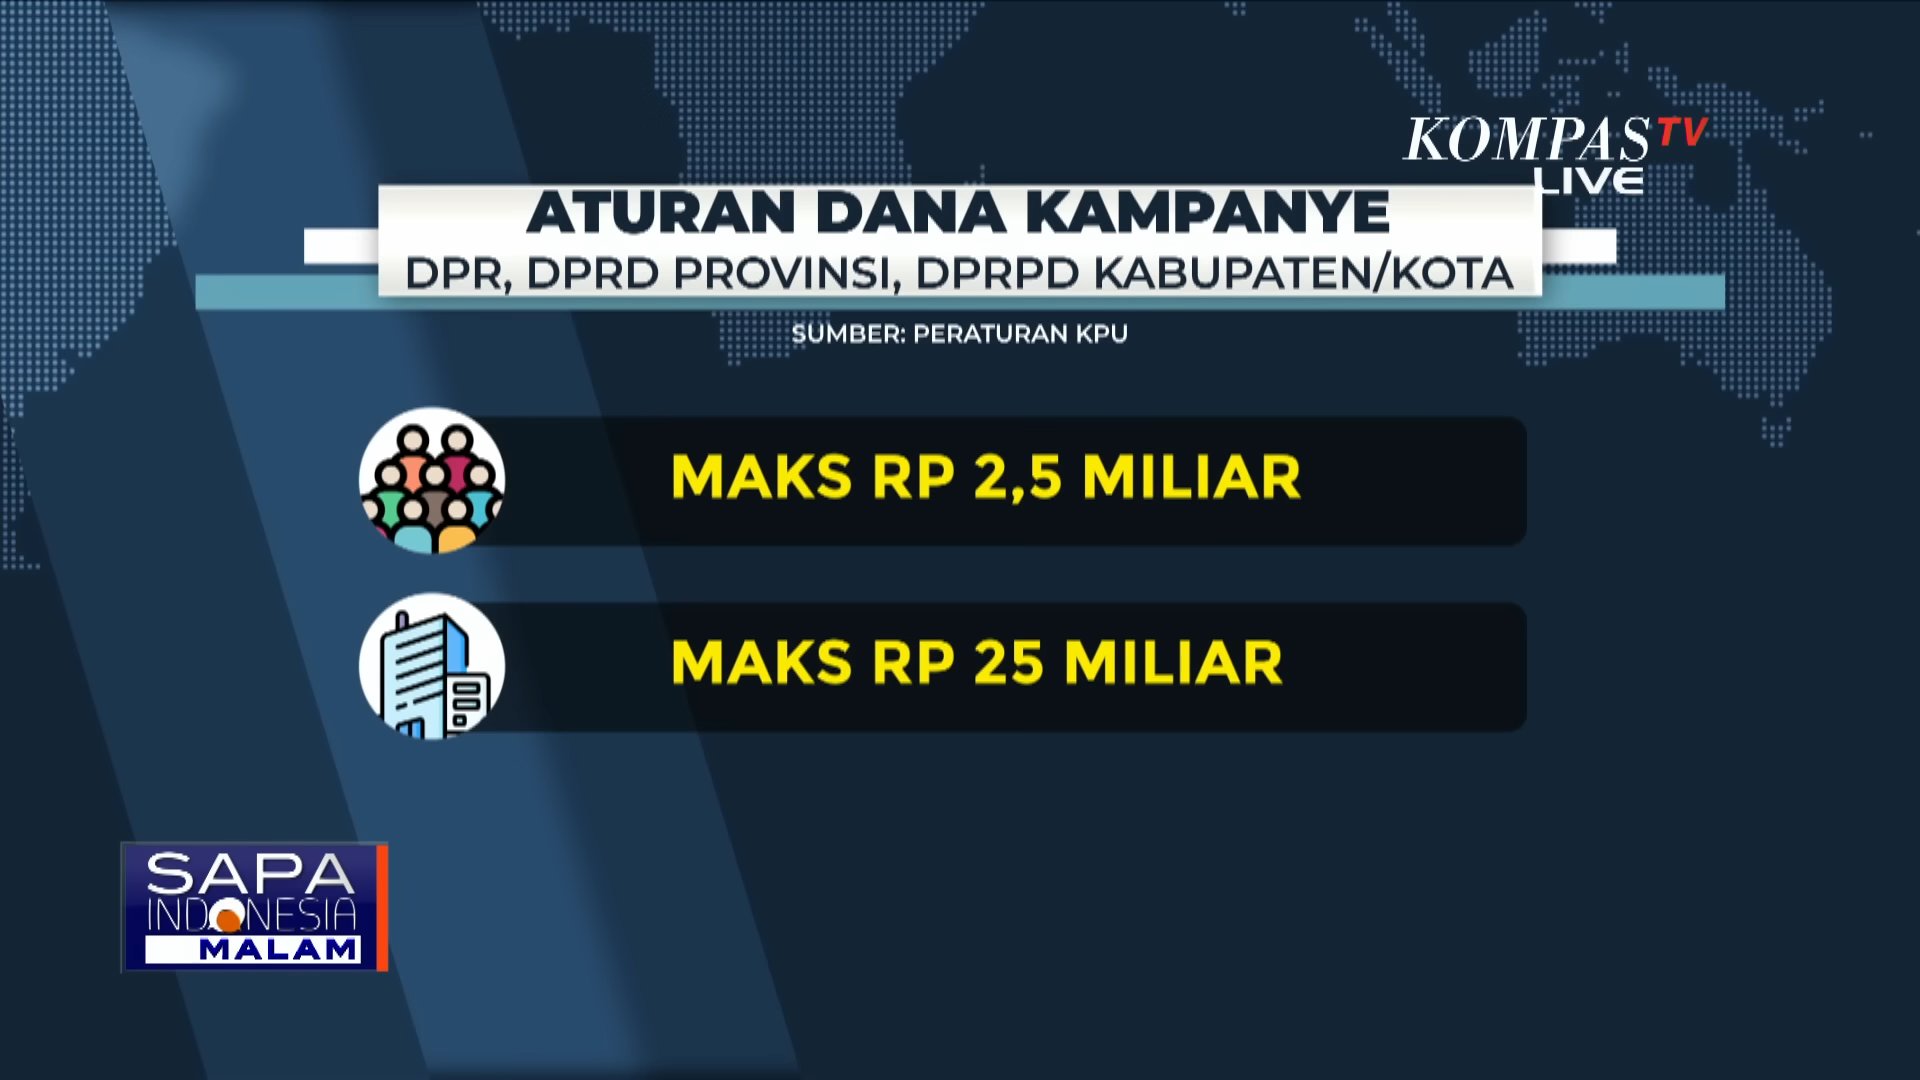 KOMPAS TV
LIVE
ATURAN DANA KAMPANYE
DPR, DPRD PROVINSI, DPRPD KABUPATEN/KOTA
SUMBER: PERATURAN KPU
MAKS RP 2,5 MILIAR
MAKS RP 25 MILIAR
SAPA
INDONESIA
MALAM